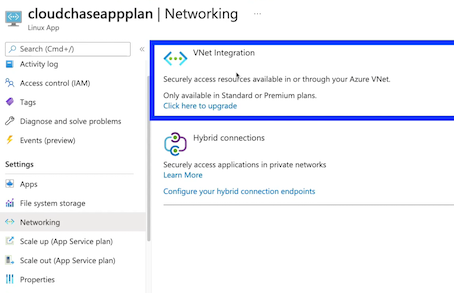 cloudchaseappplan | Networking ...
Linux App
Search (Cmd+/)
«
Activity log
Access control (IAM)
Tags
Diagnose and solve problems
Events (preview)
Settings
Apps
File system storage
Networking
Scale up (App Service plan)
Scale out (App Service plan)
Properties
VNet Integration
Securely access resources available in or through your Azure VNet.
Only available in Standard or Premium plans.
Click here to upgrade
Hybrid connections
Securely access applications in private networks
Learn More
Configure your hybrid connection endpoints